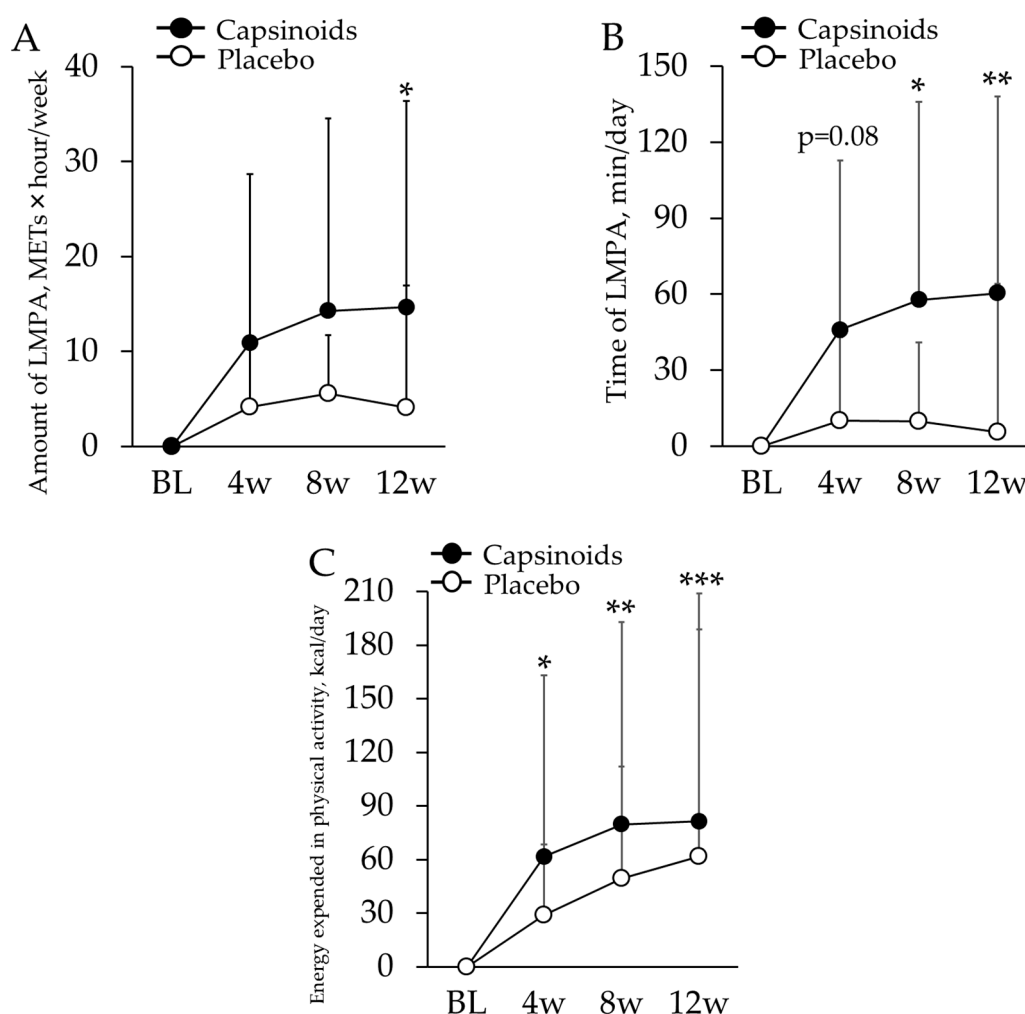 A
Capsinoids
Placebo
Amount of LMPA, METs × hour/week
40
30
20
10
0
*
BL 4w 8w 12w
B
Capsinoids
Placebo
Time of LMPA, min/day
150
120
90
60
30
0
p=0.08
*
**
BL 4w 8w 12w
C
Capsinoids
Placebo
Energy expended in physical activity, kcal/day
210
180
150
120
90
60
30
0
*
**
***
BL 4w 8w 12w